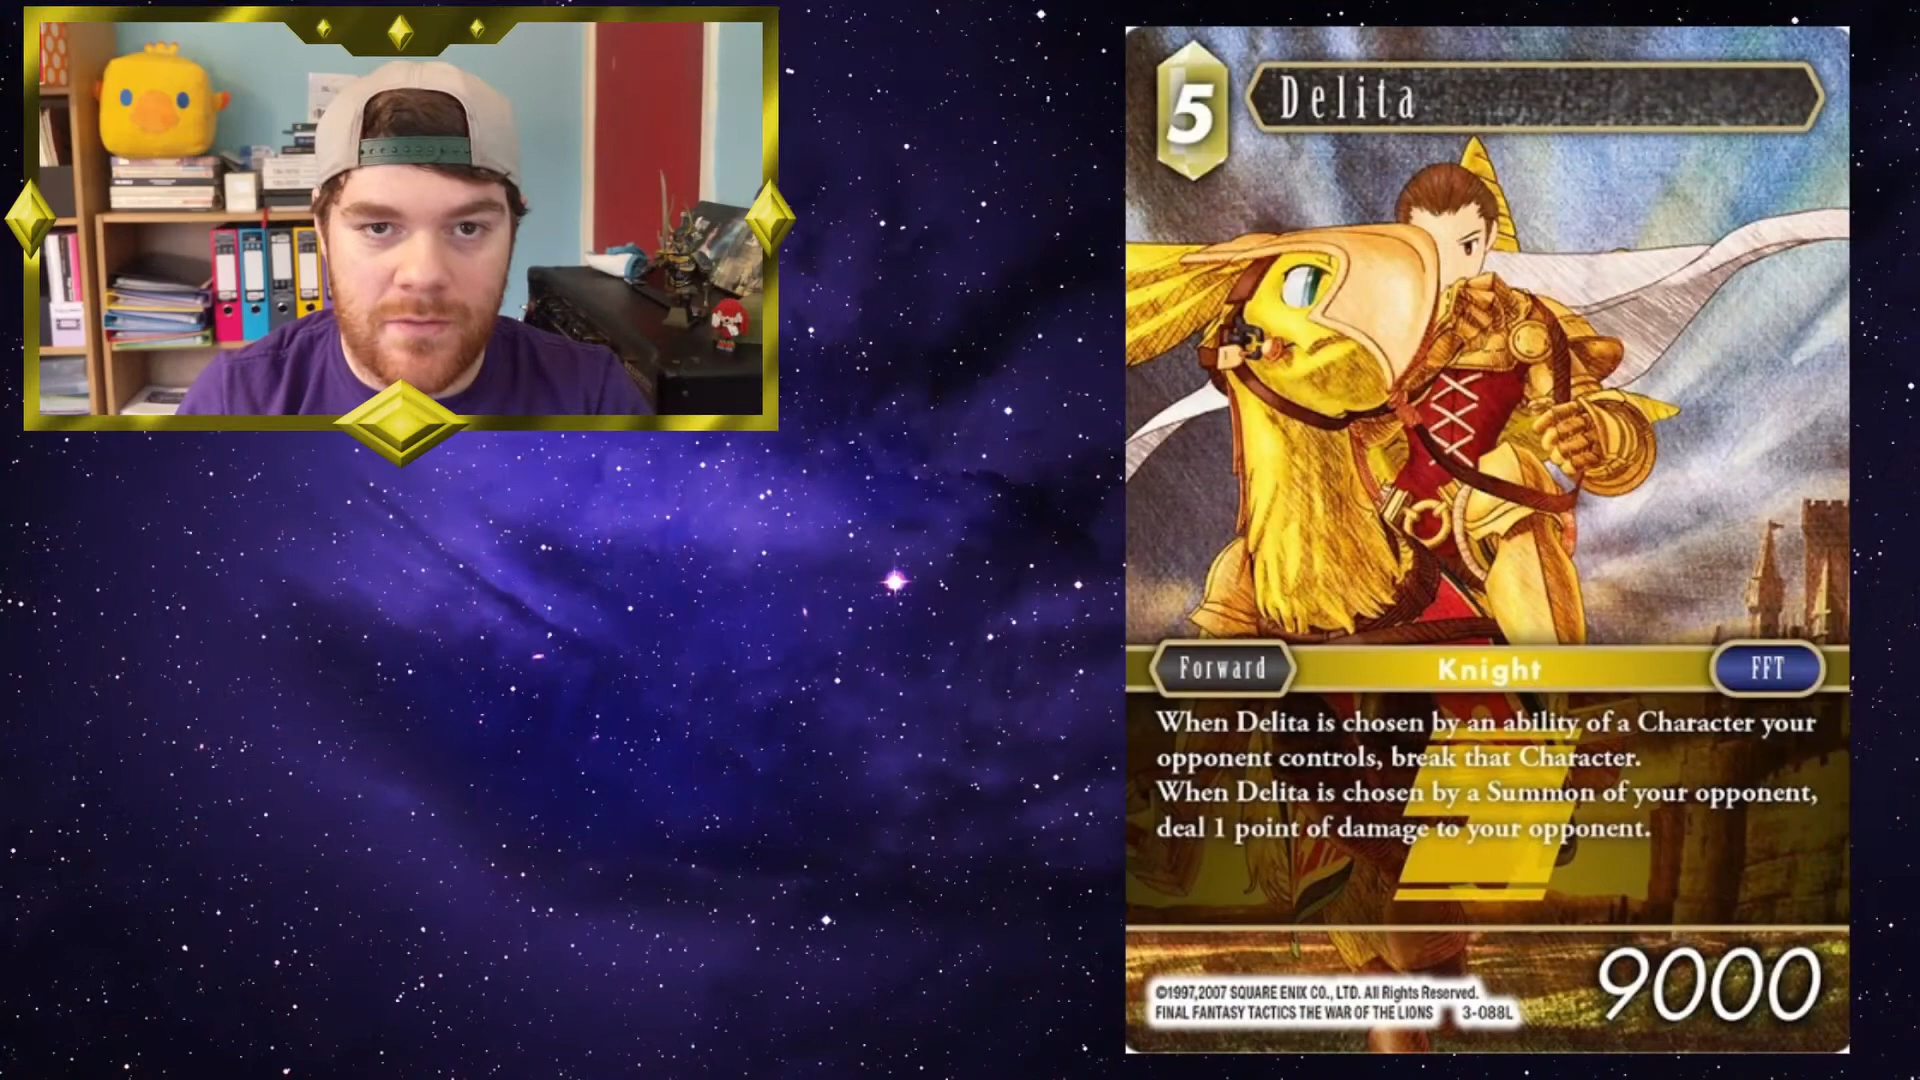 5
Delita
Forward
Knight
FFT
When Delita is chosen by an ability of a Character your
opponent controls, break that Character.
When Delita is chosen by a Summon of your opponent,
deal 1 point of damage to your opponent.
9000
©1997,2007 SQUARE ENIX CO., LTD. All Rights Reserved.
FINAL FANTASY TACTICS THE WAR OF THE LIONS 3-088L